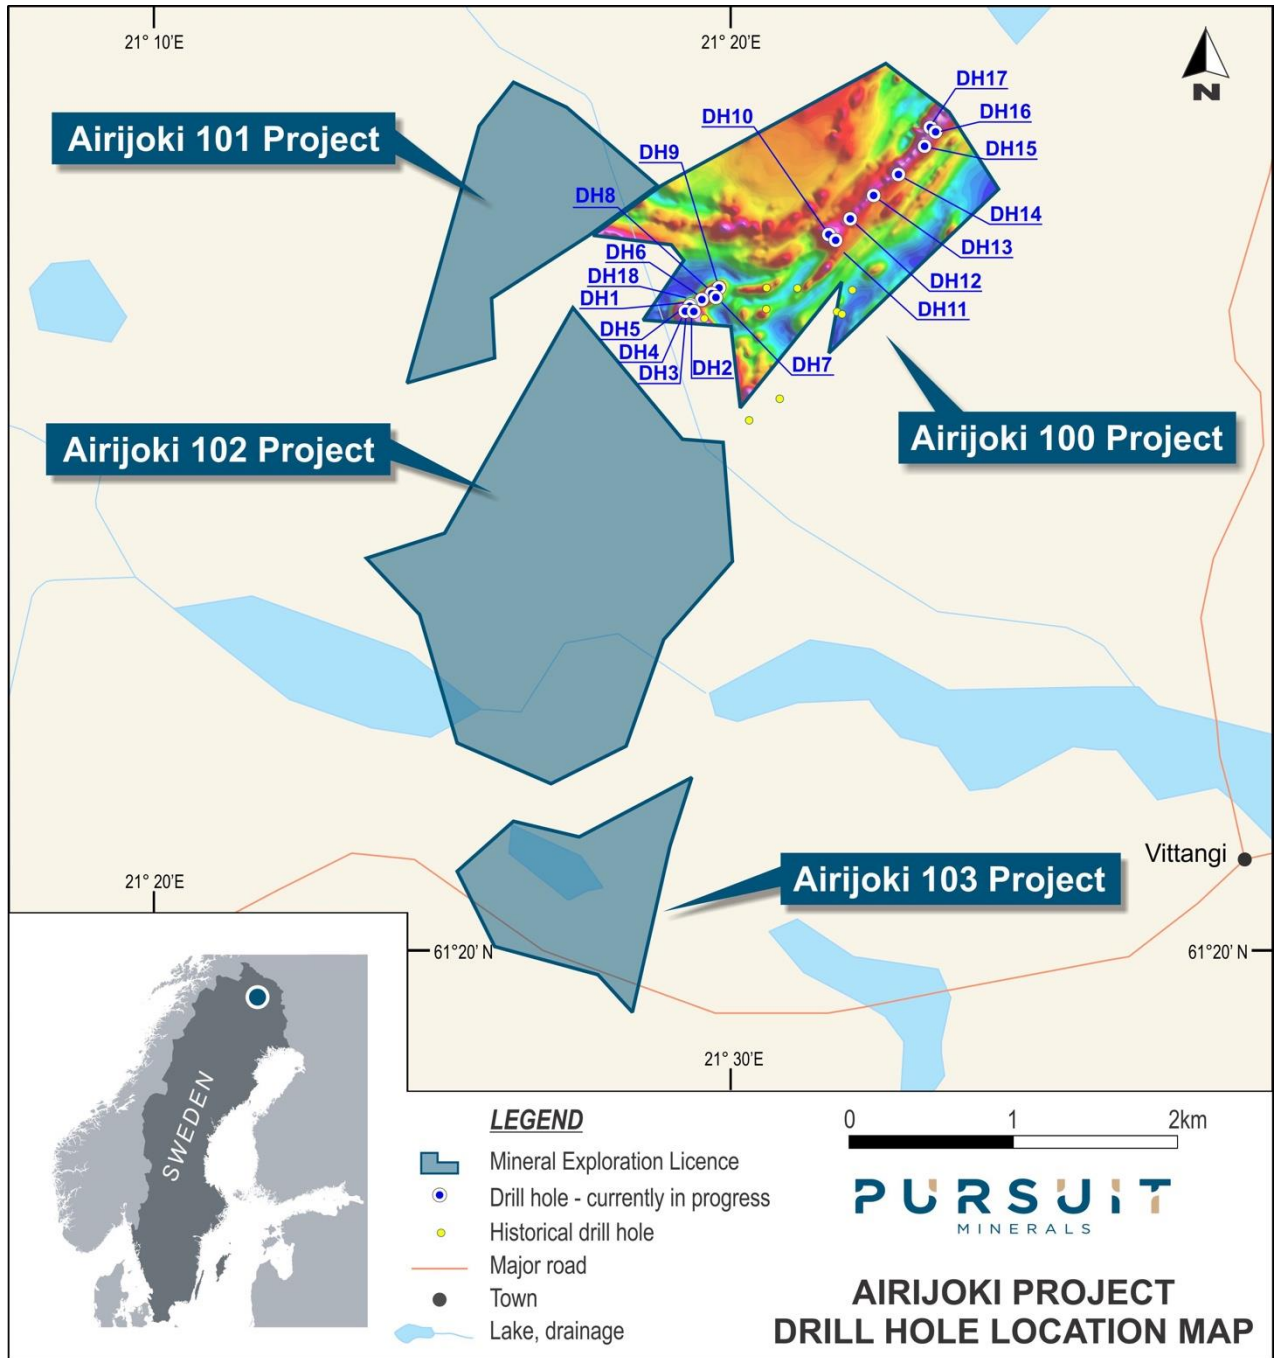 21° 10'E
21° 20'E
N
DH17
DH16
DH10
DH15
DH9
DH8
DH14
DH6
DH13
DH18
DH12
DH1
DH11
DH5
DH4
DH3
DH2
DH7
Airijoki 101 Project
Airijoki 100 Project
Airijoki 102 Project
Vittangi
Airijoki 103 Project
21° 20'E
61°20' N
61°20' N
21° 30'E
SWEDEN
LEGEND
Mineral Exploration Licence
Drill hole - currently in progress
Historical drill hole
Major road
Town
Lake, drainage
0 1 2km
PURSUIT
MINERALS
AIRIJOKI PROJECT
DRILL HOLE LOCATION MAP